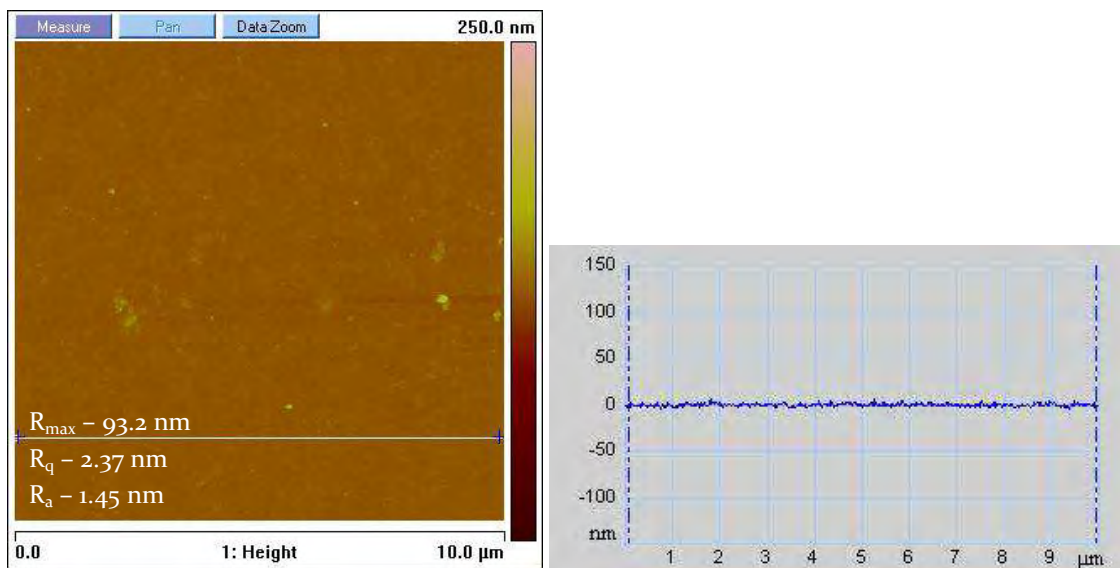 Measure Pan Data Zoom 250.0 nm
Rmax – 93.2 nm
Rq – 2.37 nm
Ra – 1.45 nm
0.0 1: Height 10.0 µm
150
100
50
0
-50
-100
nm
1 2 3 4 5 6 7 8 9 µm